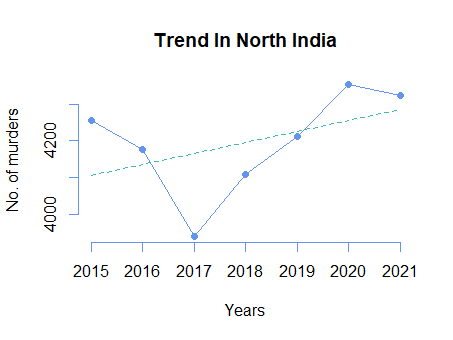 Trend In North India
No. of murders
4200
4000
2015 2016 2017 2018 2019 2020 2021
Years